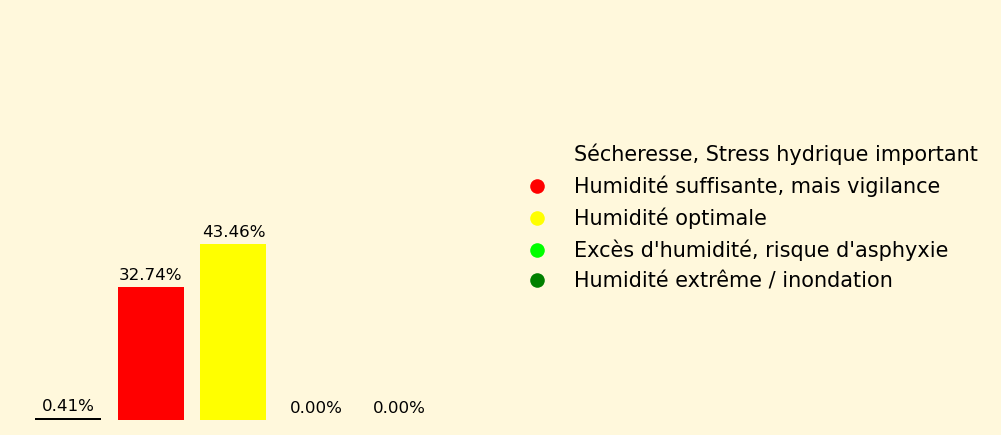 Sécheresse, Stress hydrique important
Humidité suffisante, mais vigilance
Humidité optimale
Excès d'humidité, risque d'asphyxie
Humidité extrême / inondation
43.46%
32.74%
0.41%
0.00%
0.00%